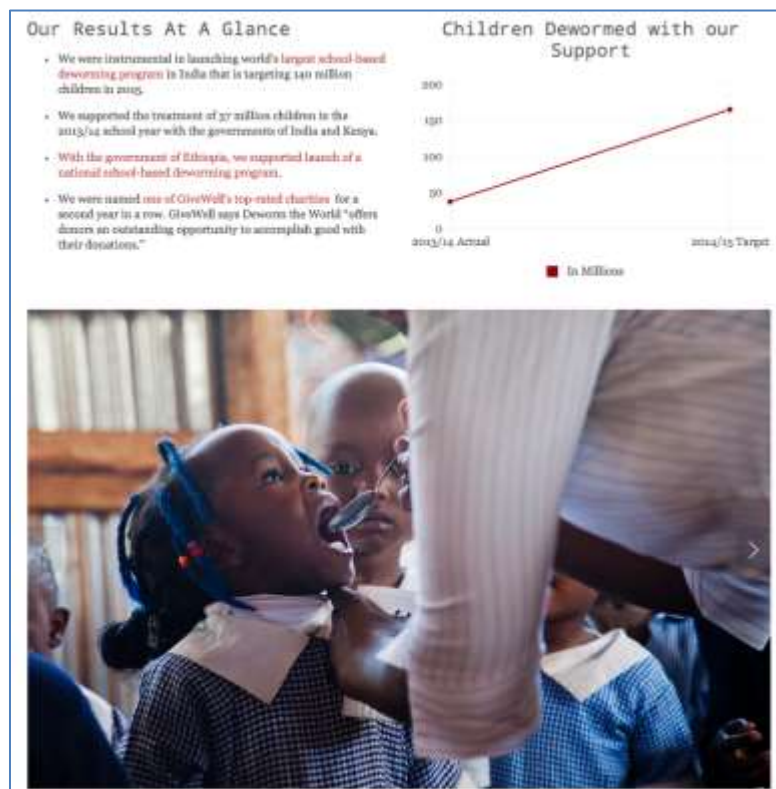 Our Results At A Glance
We were instrumental in launching world's largest school-based
deworming program in India that is targeting 140 million
children in 2015.
We supported the treatment of 37 million children in the
2013/14 school year with the governments of India and Kenya.
With the government of Ethiopia, we supported launch of a
national school-based deworming program.
We were named one of GiveWell's top-rated charities for a
second year in a row. GiveWell says Deworm the World "offers
donors an outstanding opportunity to accomplish good with
their donations."
Children Dewormed with our
Support
200
150
100
50
0
2013/14 Actual
2014/15 Target
In Millions